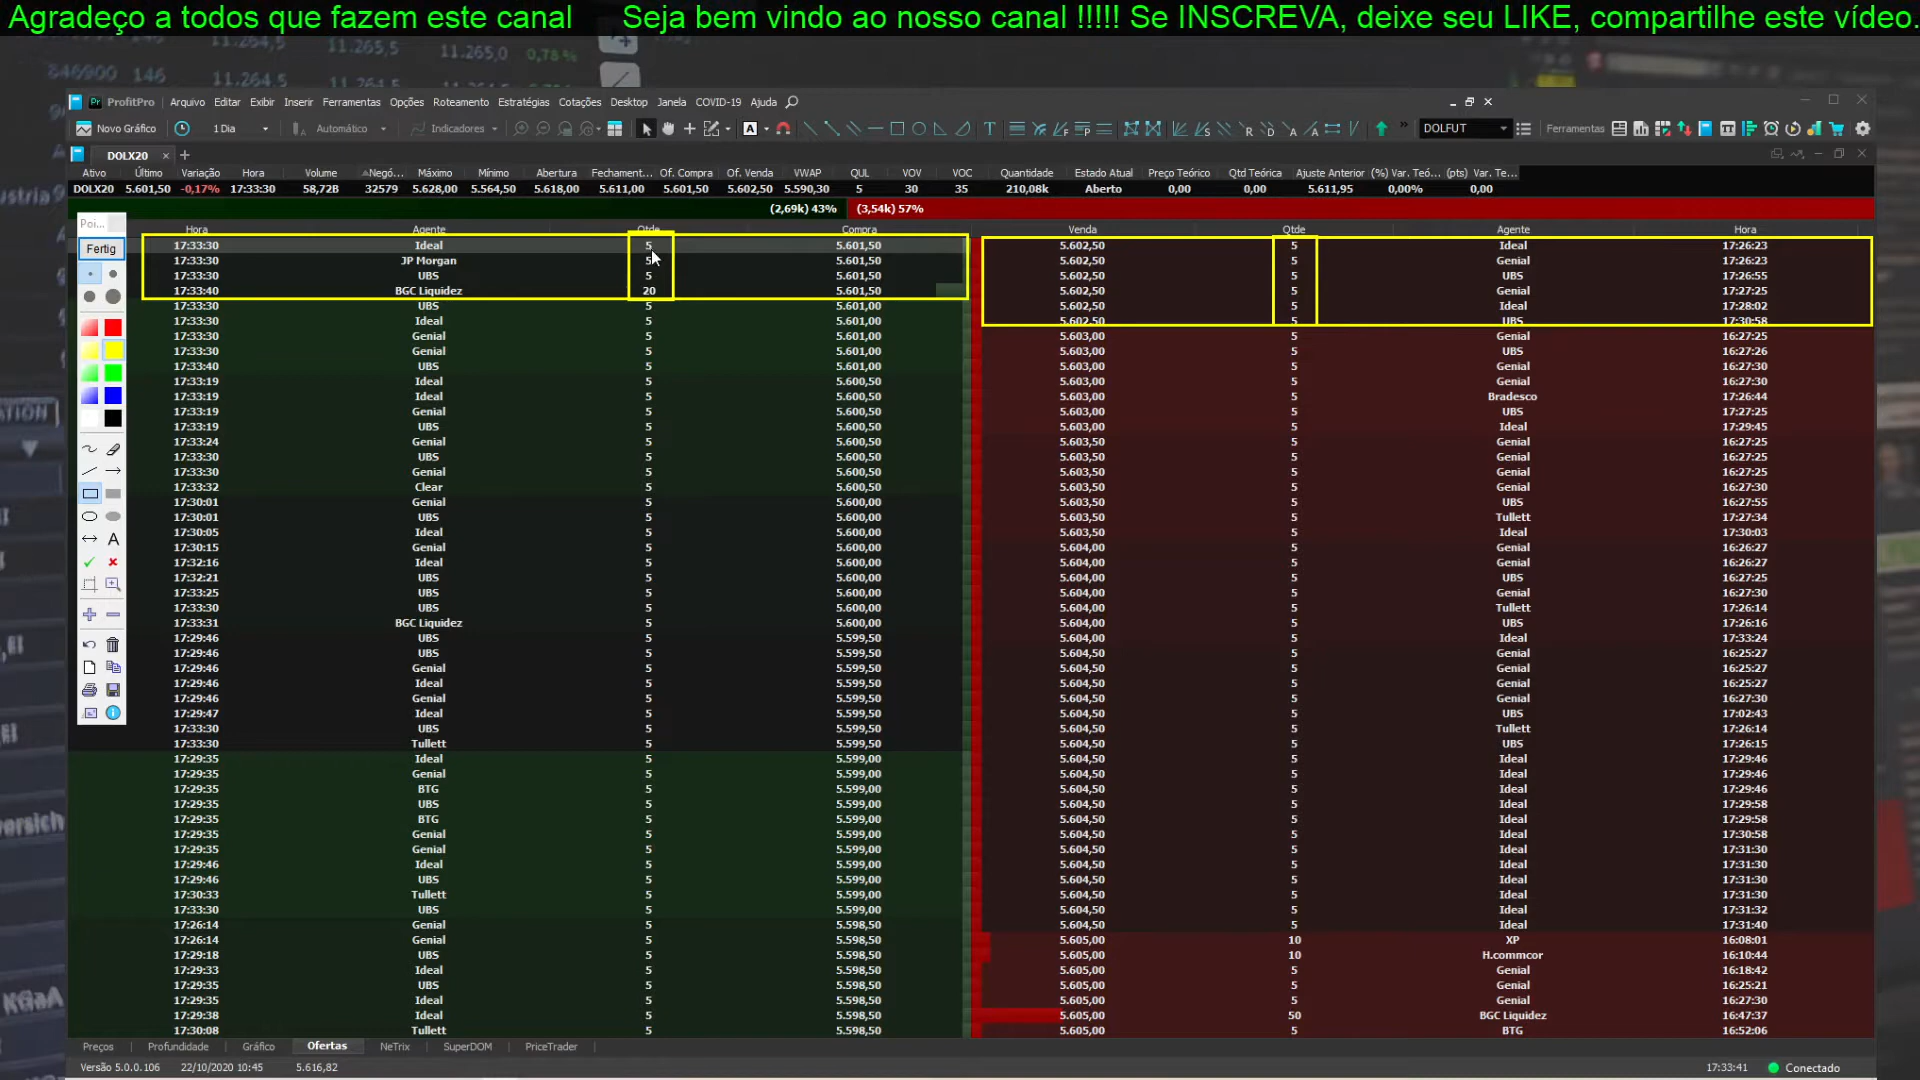 Agradeço a todos que fazem este canal Seja bem vindo ao nosso canal !!!!! Se INSCREVA, deixe seu LIKE, compartilhe este vídeo.
ProfitPro Arquivo Editar Exibir Inserir Ferramentas Opções Roteamento Estratégias Cotações Desktop Janela COVID-19 Ajuda
Novo Gráfico 1 Dia Automático Indicadores DOLFUT Ferramentas
DOLX20
Ativo Último Variação Hora Volume Negó... Máximo Mínimo Abertura Fechament... Of. Compra Of. Venda VWAP QUL VOV VOC Quantidade Estado Atual Preço Teórico Qtd Teórica Ajuste Anterior (%) Var. Teó... (pts) Var. Te...
DOLX20 5.601,50 -0,17% 17:33:30 58,72B 32579 5.628,00 5.564,50 5.618,00 5.611,00 5.601,50 5.602,50 5.590,30 5 30 35 210,08k Aberto 0,00 0,00 5.611,95 0,00% 0,00
(2,69k) 43% (3,54k) 57%
Poi...
Fertig
Hora Agente Qtde Compra Venda Qtde Agente Hora
17:33:30 Ideal 5 5.601,50 5.602,50 5 Ideal 17:26:23
17:33:30 JP Morgan 5 5.601,50 5.602,50 5 Genial 17:26:23
17:33:30 UBS 5 5.601,50 5.602,50 5 UBS 17:26:55
17:33:40 BGC Liquidez 20 5.601,50 5.602,50 5 Genial 17:27:25
17:33:30 UBS 5 5.601,00 5.602,50 5 Ideal 17:28:02
17:33:30 Ideal 5 5.601,00 5.602,50 5 UBS 17:30:58
17:33:30 Genial 5 5.601,00 5.603,00 5 Genial 16:27:25
17:33:30 Genial 5 5.601,00 5.603,00 5 UBS 16:27:26
17:33:40 UBS 5 5.601,00 5.603,00 5 Genial 16:27:30
17:33:19 Ideal 5 5.600,50 5.603,00 5 Genial 16:27:30
17:33:19 Ideal 5 5.600,50 5.603,00 5 Bradesco 17:26:44
17:33:19 Genial 5 5.600,50 5.603,00 5 UBS 17:27:25
17:33:19 UBS 5 5.600,50 5.603,00 5 Ideal 17:29:45
17:33:24 Genial 5 5.600,50 5.603,50 5 Genial 16:27:25
17:33:30 UBS 5 5.600,50 5.603,50 5 Genial 16:27:25
17:33:30 Genial 5 5.600,50 5.603,50 5 Genial 16:27:25
17:33:32 Clear 5 5.600,50 5.603,50 5 Genial 16:27:30
17:30:01 Genial 5 5.600,00 5.603,50 5 UBS 16:27:55
17:30:01 UBS 5 5.600,00 5.603,50 5 Tullett 17:27:34
17:30:05 Ideal 5 5.600,00 5.603,50 5 Ideal 17:30:03
17:30:15 Genial 5 5.600,00 5.604,00 5 Genial 16:26:27
17:32:16 Ideal 5 5.600,00 5.604,00 5 Genial 16:26:27
17:32:21 UBS 5 5.600,00 5.604,00 5 UBS 16:27:25
17:33:25 UBS 5 5.600,00 5.604,00 5 Genial 16:27:30
17:33:30 UBS 5 5.600,00 5.604,00 5 Tullett 17:26:14
17:33:31 BGC Liquidez 5 5.600,00 5.604,00 5 UBS 17:26:16
17:29:46 UBS 5 5.599,50 5.604,00 5 Ideal 17:33:24
17:29:46 UBS 5 5.599,50 5.604,50 5 Genial 16:25:27
17:29:46 Genial 5 5.599,50 5.604,50 5 Genial 16:25:27
17:29:46 Ideal 5 5.599,50 5.604,50 5 Genial 16:25:27
17:29:46 Genial 5 5.599,50 5.604,50 5 Genial 16:27:30
17:29:47 Ideal 5 5.599,50 5.604,50 5 UBS 17:02:43
17:33:30 UBS 5 5.599,50 5.604,50 5 Tullett 17:26:14
17:33:30 Tullett 5 5.599,50 5.604,50 5 UBS 17:26:15
17:29:35 Ideal 5 5.599,00 5.604,50 5 Ideal 17:29:46
17:29:35 Genial 5 5.599,00 5.604,50 5 Ideal 17:29:46
17:29:35 BTG 5 5.599,00 5.604,50 5 Ideal 17:29:46
17:29:35 UBS 5 5.599,00 5.604,50 5 Ideal 17:29:58
17:29:35 BTG 5 5.599,00 5.604,50 5 Ideal 17:29:58
17:29:35 Genial 5 5.599,00 5.604,50 5 Ideal 17:30:58
17:29:35 Genial 5 5.599,00 5.604,50 5 Ideal 17:31:30
17:29:46 Ideal 5 5.599,00 5.604,50 5 Ideal 17:31:30
17:29:46 UBS 5 5.599,00 5.604,50 5 Ideal 17:31:30
17:30:33 Tullett 5 5.599,00 5.604,50 5 Ideal 17:31:30
17:33:30 UBS 5 5.599,00 5.604,50 5 Ideal 17:31:32
17:26:14 Genial 5 5.598,50 5.604,50 5 Ideal 17:31:40
17:26:14 Genial 5 5.598,50 5.605,00 10 XP 16:08:01
17:29:18 UBS 5 5.598,50 5.605,00 10 H.commcor 16:10:44
17:29:33 Ideal 5 5.598,50 5.605,00 5 Genial 16:18:42
17:29:35 UBS 5 5.598,50 5.605,00 5 Genial 16:25:21
17:29:35 Ideal 5 5.598,50 5.605,00 5 Genial 16:27:30
17:29:38 Ideal 5 5.598,50 5.605,00 50 BGC Liquidez 16:47:37
17:30:08 Tullett 5 5.598,50 5.605,00 5 BTG 16:52:06
Preços Profundidade Gráfico Ofertas NeTrix SuperDOM PriceTrader
Versão 5.0.0.106 22/10/2020 10:45 5.616,82 17:33:41 Conectado